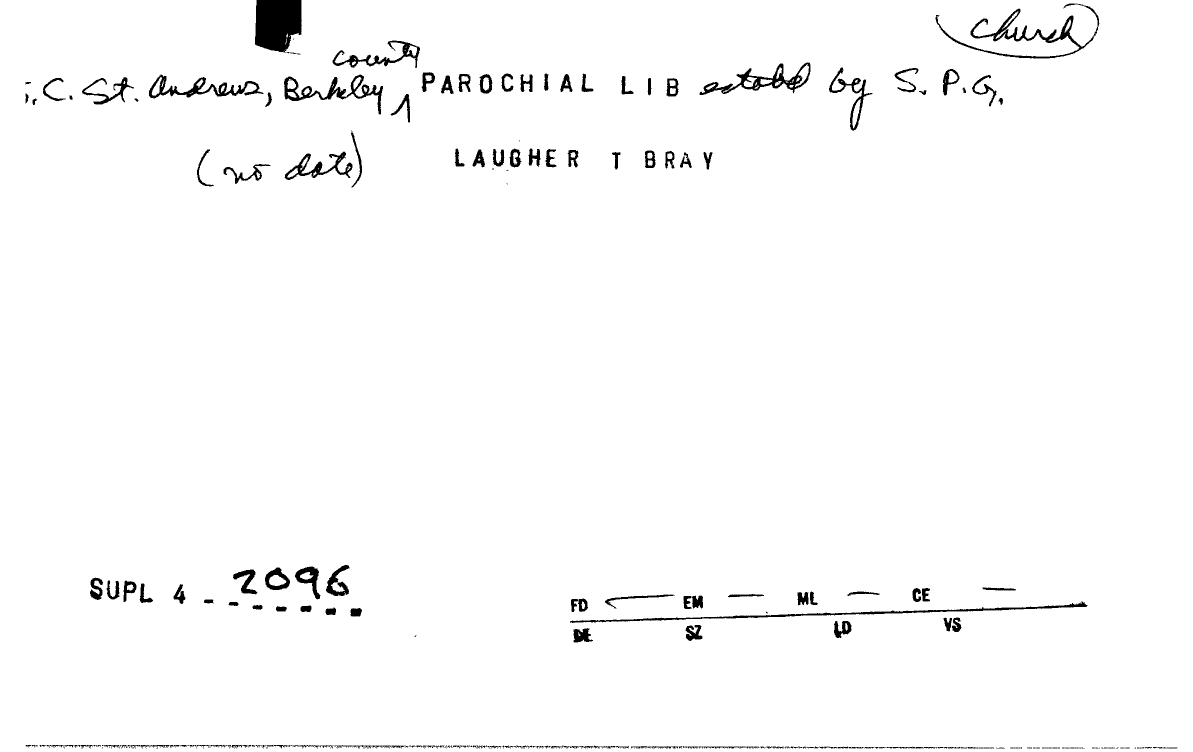 church
county
S.C. St. Andrews, Berkeley ^ PAROCHIAL LIB estabd by S. P. G.
(no date) LAUGHER T BRAY
SUPL 4 - 2096
FD EM — ML — CE —
DE SZ LD VS